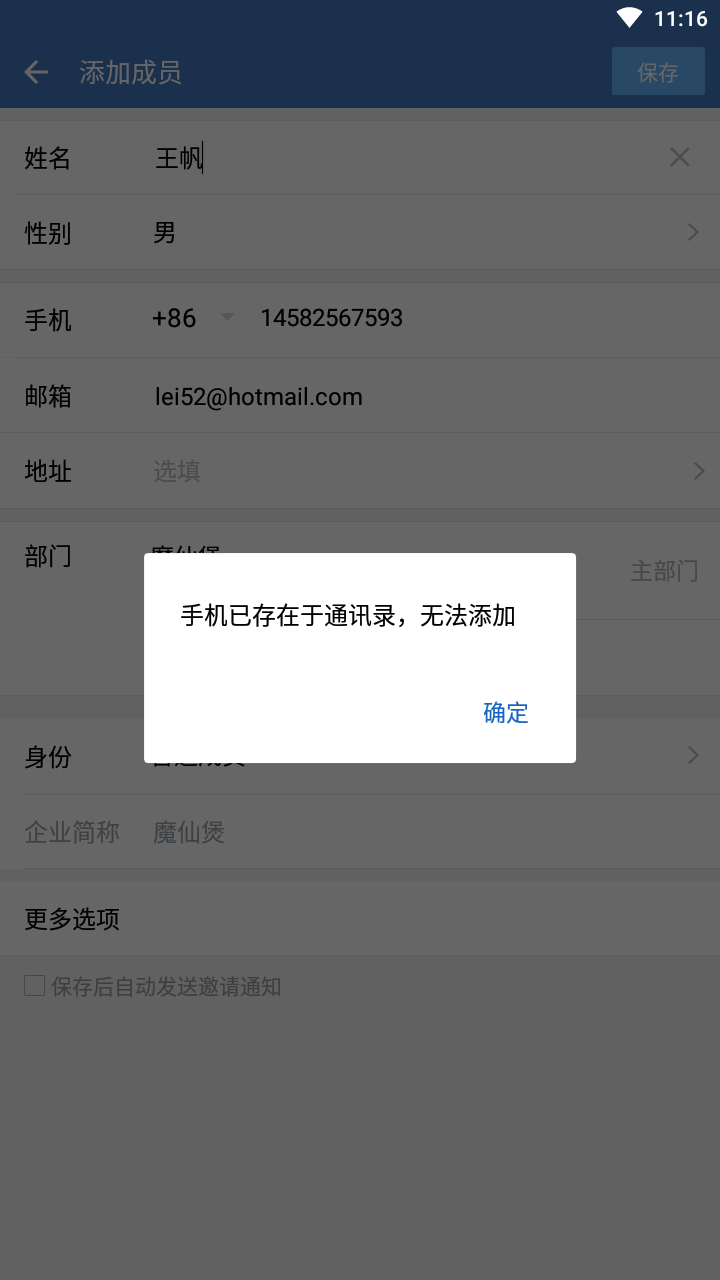 11:16
添加成员
保存
姓名 王帆
性别 男
手机 +86 14582567593
邮箱 lei52@hotmail.com
地址 选填
部门
主部门
手机已存在于通讯录，无法添加
确定
身份
企业简称 魔仙煲
更多选项
保存后自动发送邀请通知